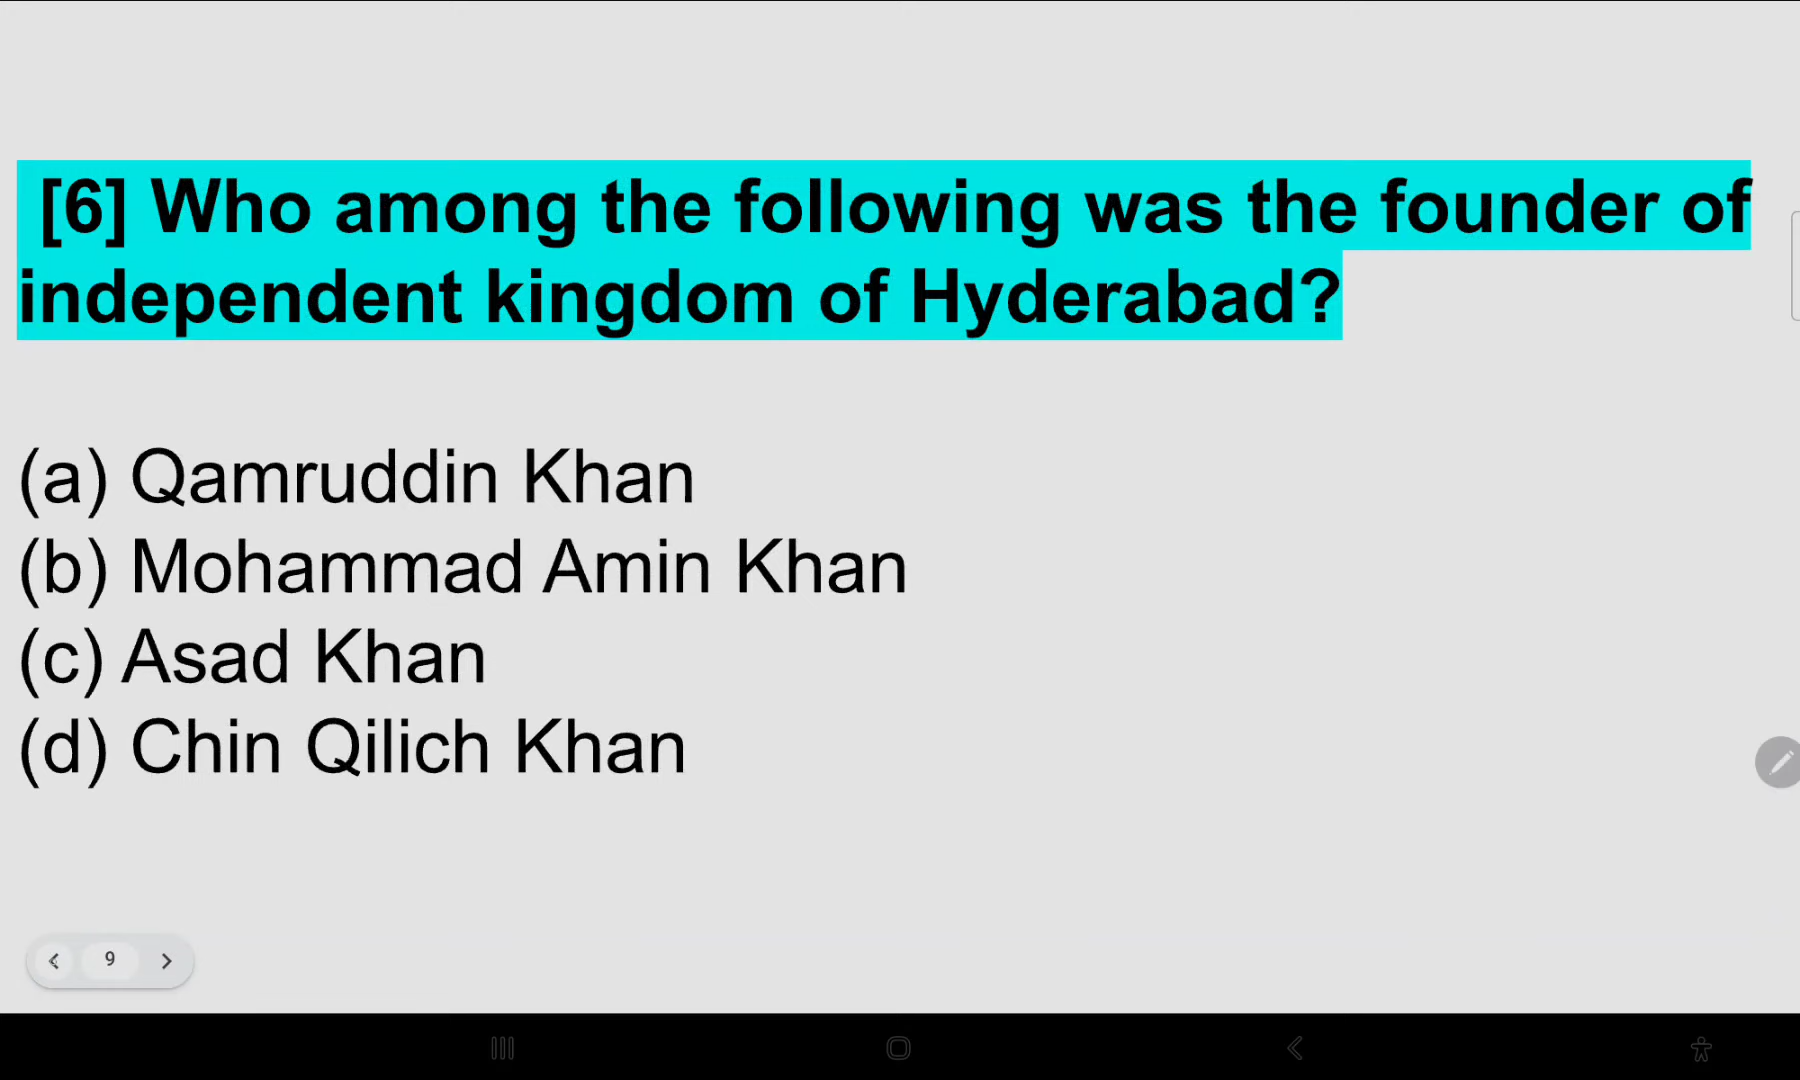 [6] Who among the following was the founder of
independent kingdom of Hyderabad?
(a) Qamruddin Khan
(b) Mohammad Amin Khan
(c) Asad Khan
(d) Chin Qilich Khan
9